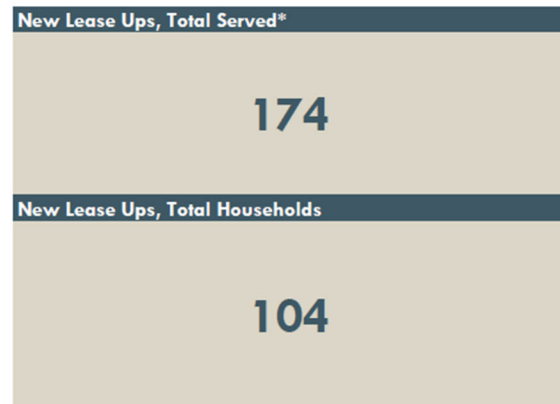 New Lease Ups, Total Served*
174
New Lease Ups, Total Households
104